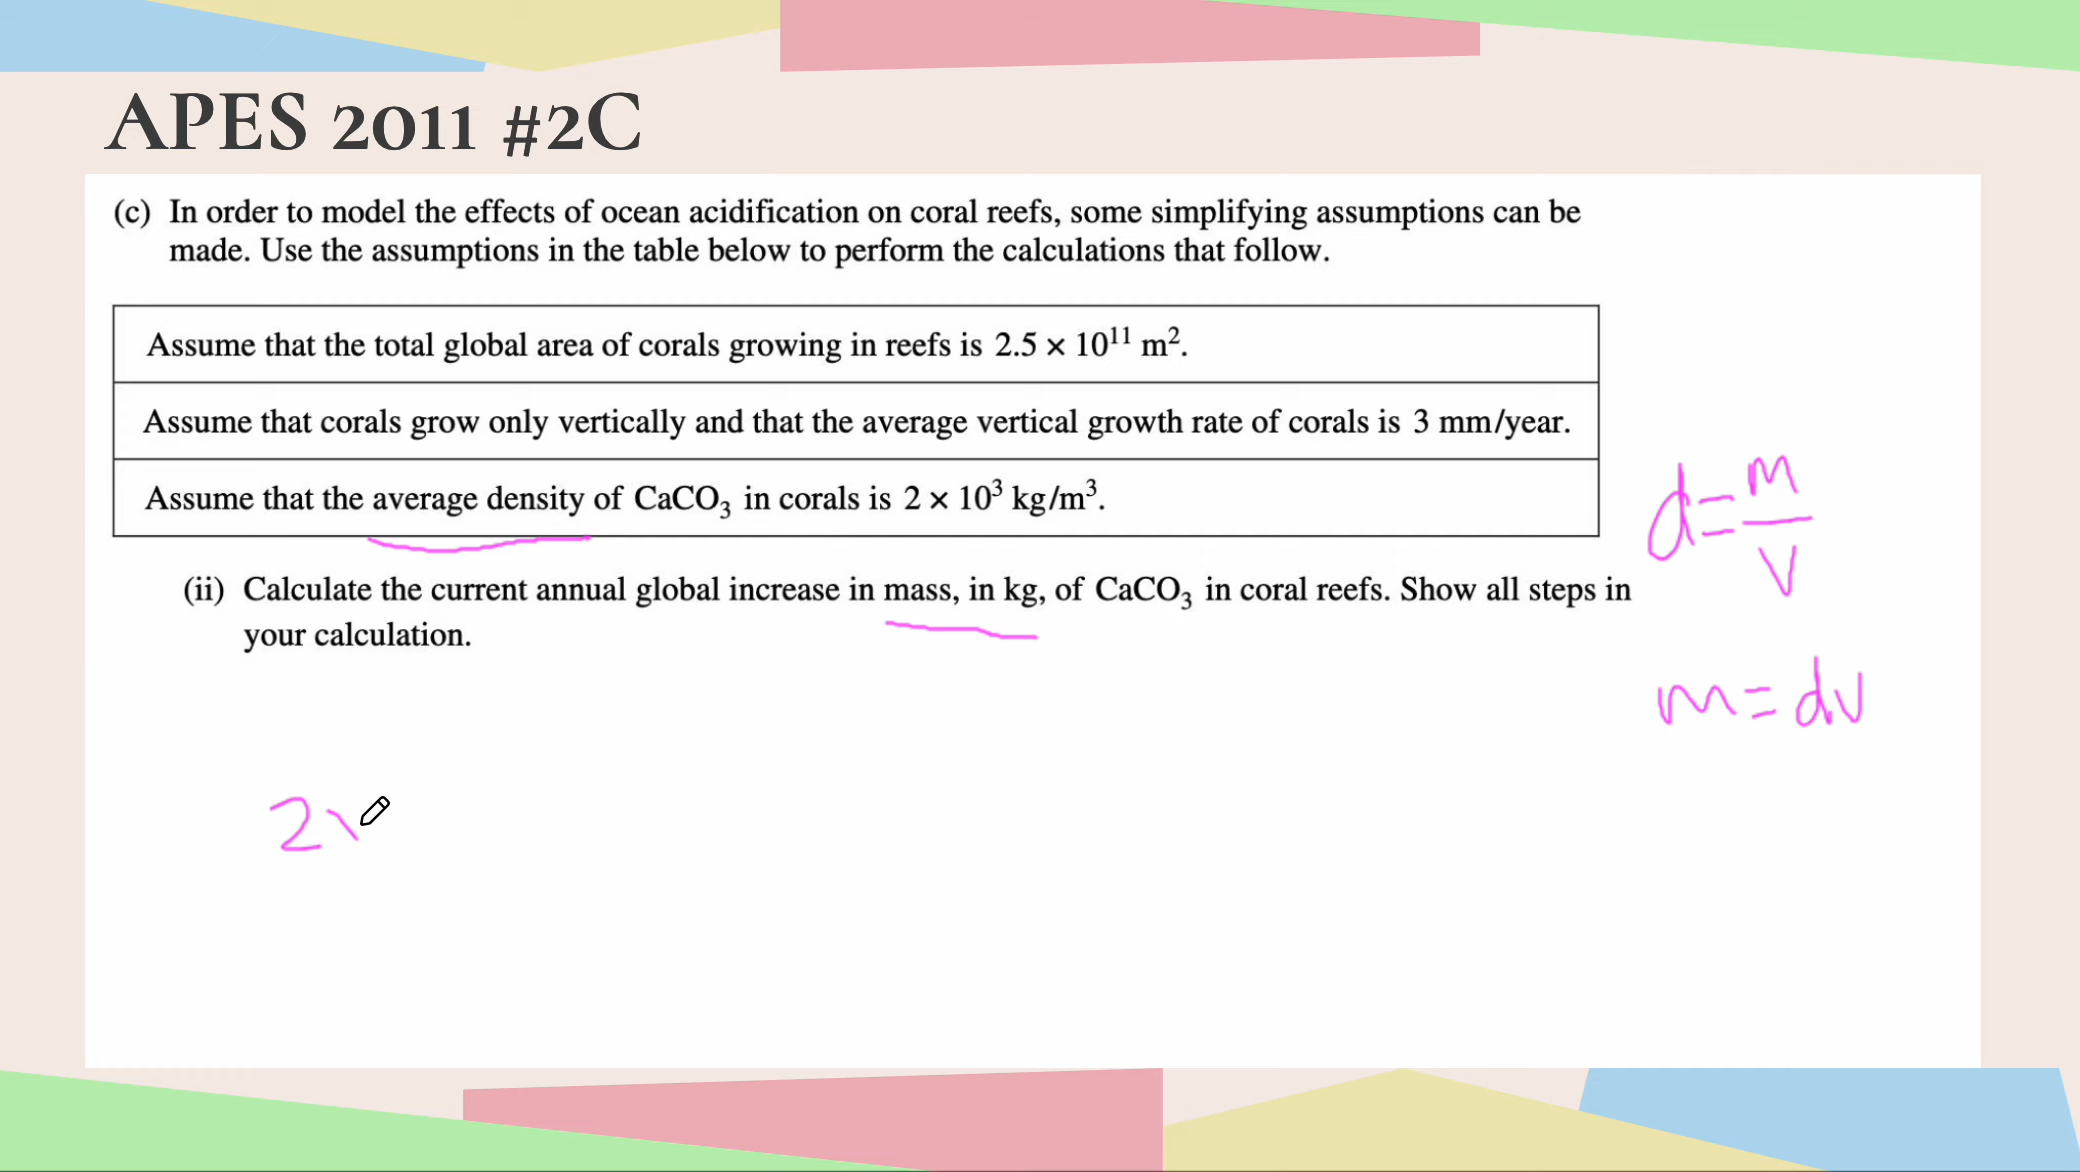 APES 2011 #2C
(c) In order to model the effects of ocean acidification on coral reefs, some simplifying assumptions can be
made. Use the assumptions in the table below to perform the calculations that follow.
Assume that the total global area of corals growing in reefs is 2.5 × 10¹¹ m².
Assume that corals grow only vertically and that the average vertical growth rate of corals is 3 mm/year.
Assume that the average density of CaCO₃ in corals is 2 × 10³ kg/m³.
d = m/v
(ii) Calculate the current annual global increase in mass, in kg, of CaCO₃ in coral reefs. Show all steps in
your calculation.
m = dv
2